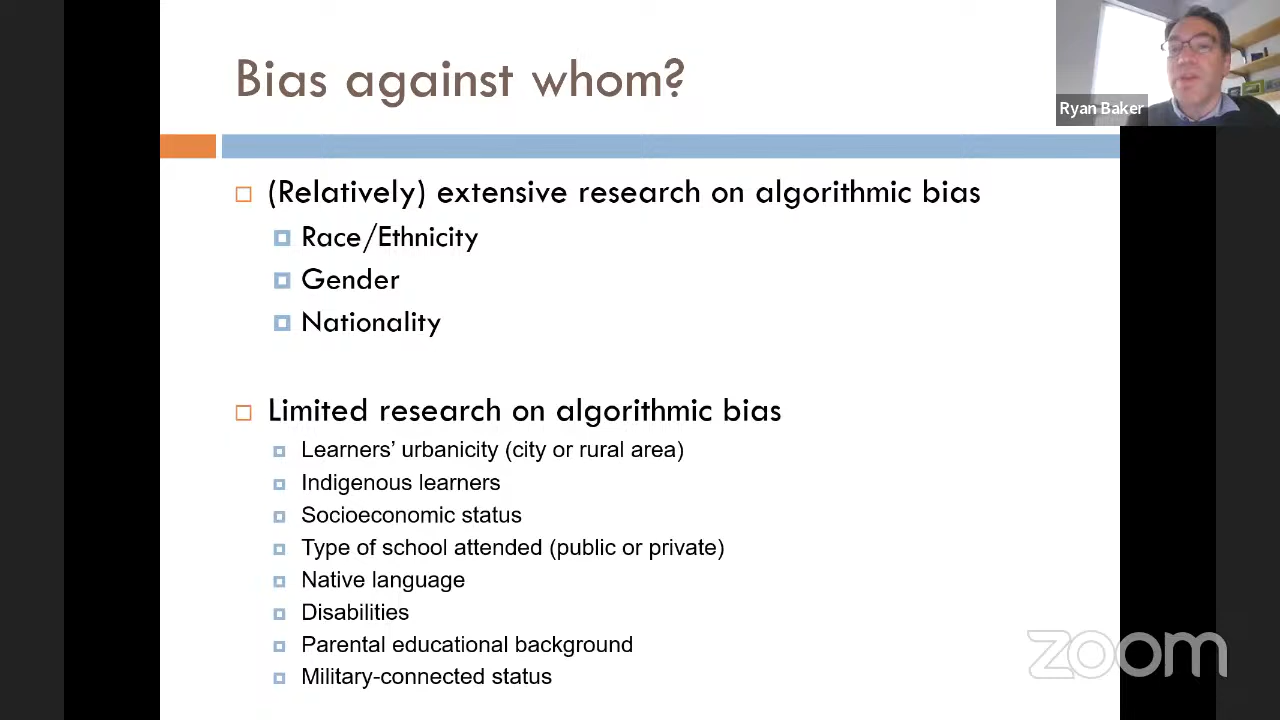 Bias against whom?
Ryan Baker
(Relatively) extensive research on algorithmic bias
Race/Ethnicity
Gender
Nationality
Limited research on algorithmic bias
Learners’ urbanicity (city or rural area)
Indigenous learners
Socioeconomic status
Type of school attended (public or private)
Native language
Disabilities
Parental educational background
Military-connected status
zoom